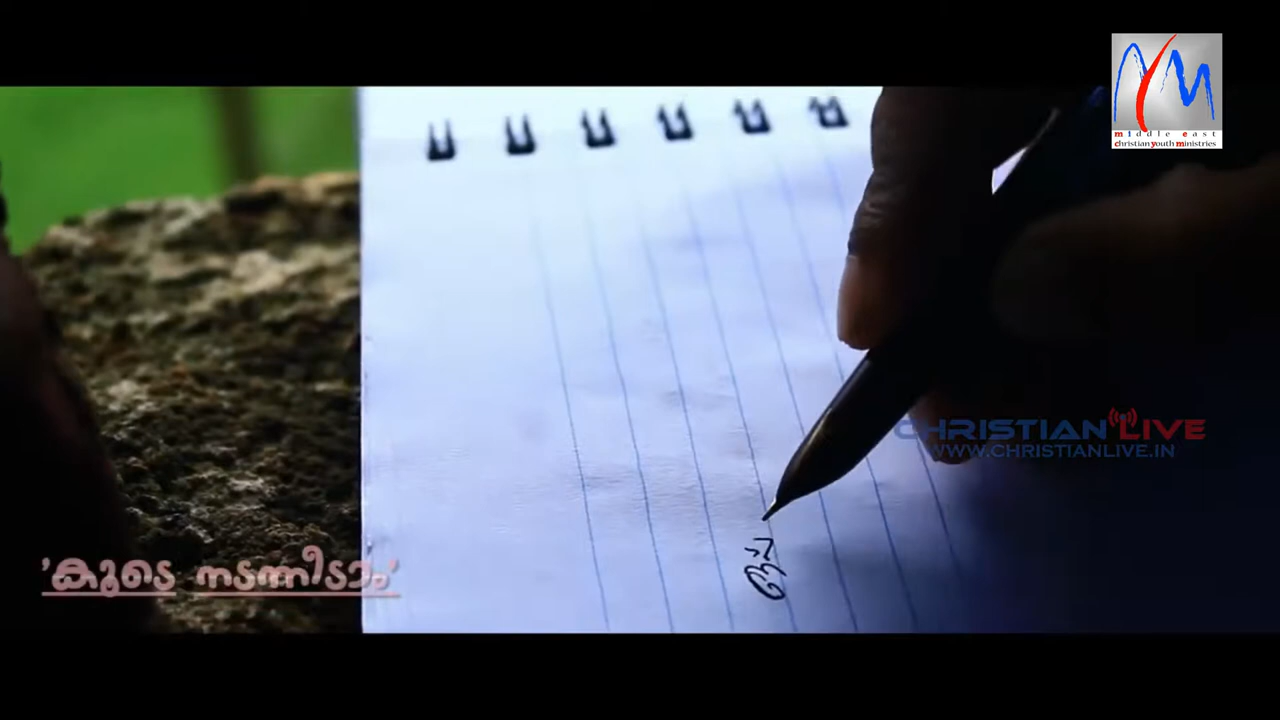 middle east
christian youth ministries
CHRISTIAN LIVE
WWW.CHRISTIANLIVE.IN
'കൂടെ നടന്നീടാം'